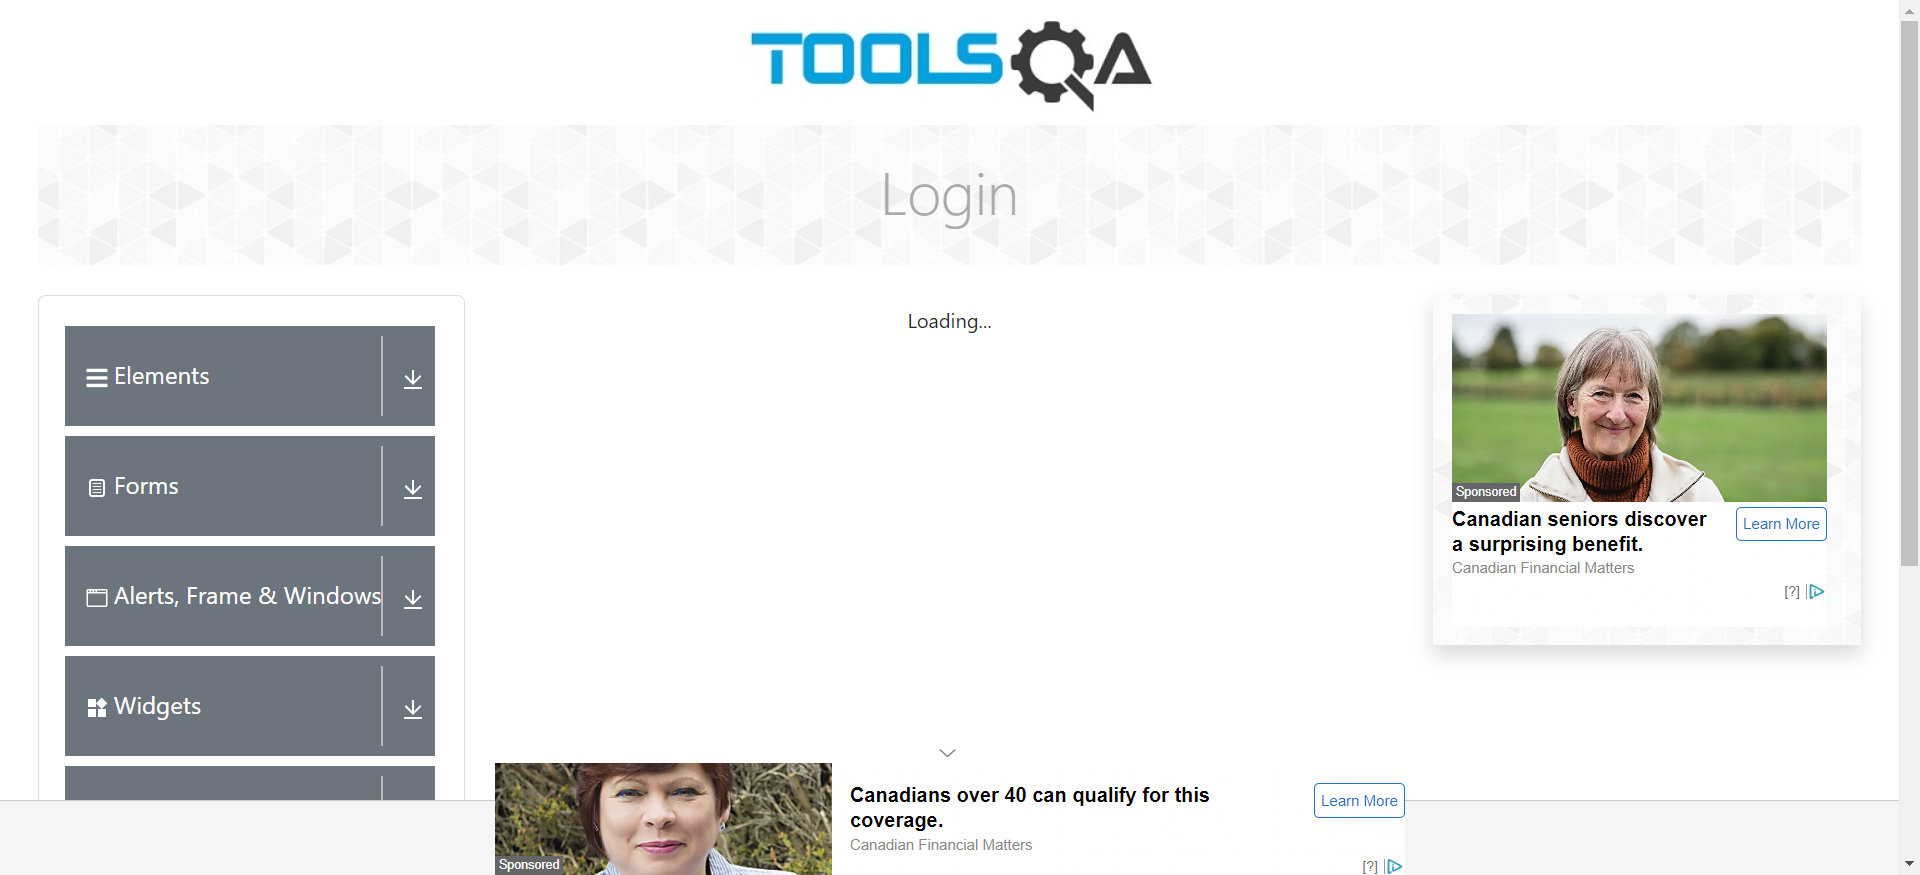 TOOLSQA
Login
Elements
Forms
Alerts, Frame & Windows
Widgets
Loading...
Sponsored
Canadian seniors discover
a surprising benefit.
Learn More
Canadian Financial Matters
[?]
Canadians over 40 can qualify for this
coverage.
Learn More
Canadian Financial Matters
Sponsored
[?]